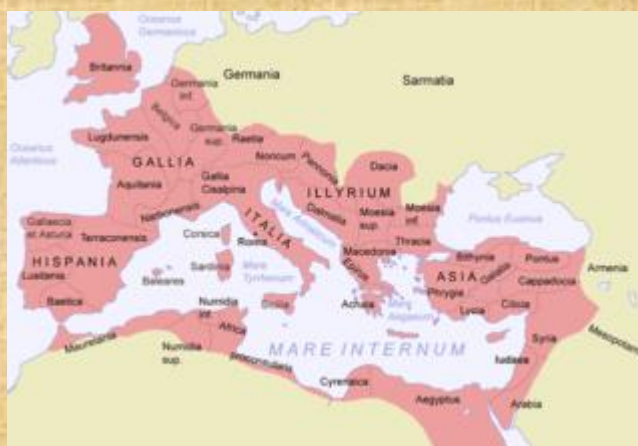 Oceanus
Germanicus
Britannia
Germania
inf.
Germania
Sarmatia
Belgica
Oceanus
Atlanticus
Lugdunensis
Germania
sup.
Raetia
Noricum
Pannonia
Dacia
GALLIA
Aquitania
Gallia
Cisalpina
ILLYRIUM
Dalmatia
Moesia
sup.
Moesia
inf.
Pontus Euxinus
Gallaecia
et Asturia
Narbonensis
Terraconensis
Corsica
ITALIA
Roma
Mare Adriaticum
Macedonia
Thracia
Epirus
Bithynia
Pontus
Armenia
HISPANIA
Lusitania
Baleares
Sardinia
Mare
Tyrrhenum
ASIA
Galatia
Cappadocia
Phrygia
Baetica
Numidia
inf.
Sicilia
Achaia
Mare
Aegaeum
Lycia
Cilicia
Mesopotam
Mauretania
Numidia
sup.
Africa
Proconsularis
MARE INTERNUM
Syria
Iudaea
Cyrenaica
Aegyptus
Arabia